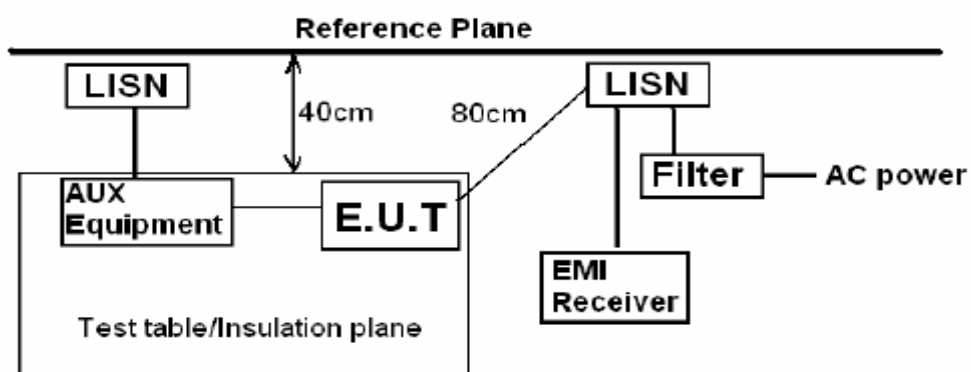 Reference Plane
LISN
40cm
80cm
LISN
Filter
AC power
AUX
Equipment
E.U.T
EMI
Receiver
Test table/Insulation plane